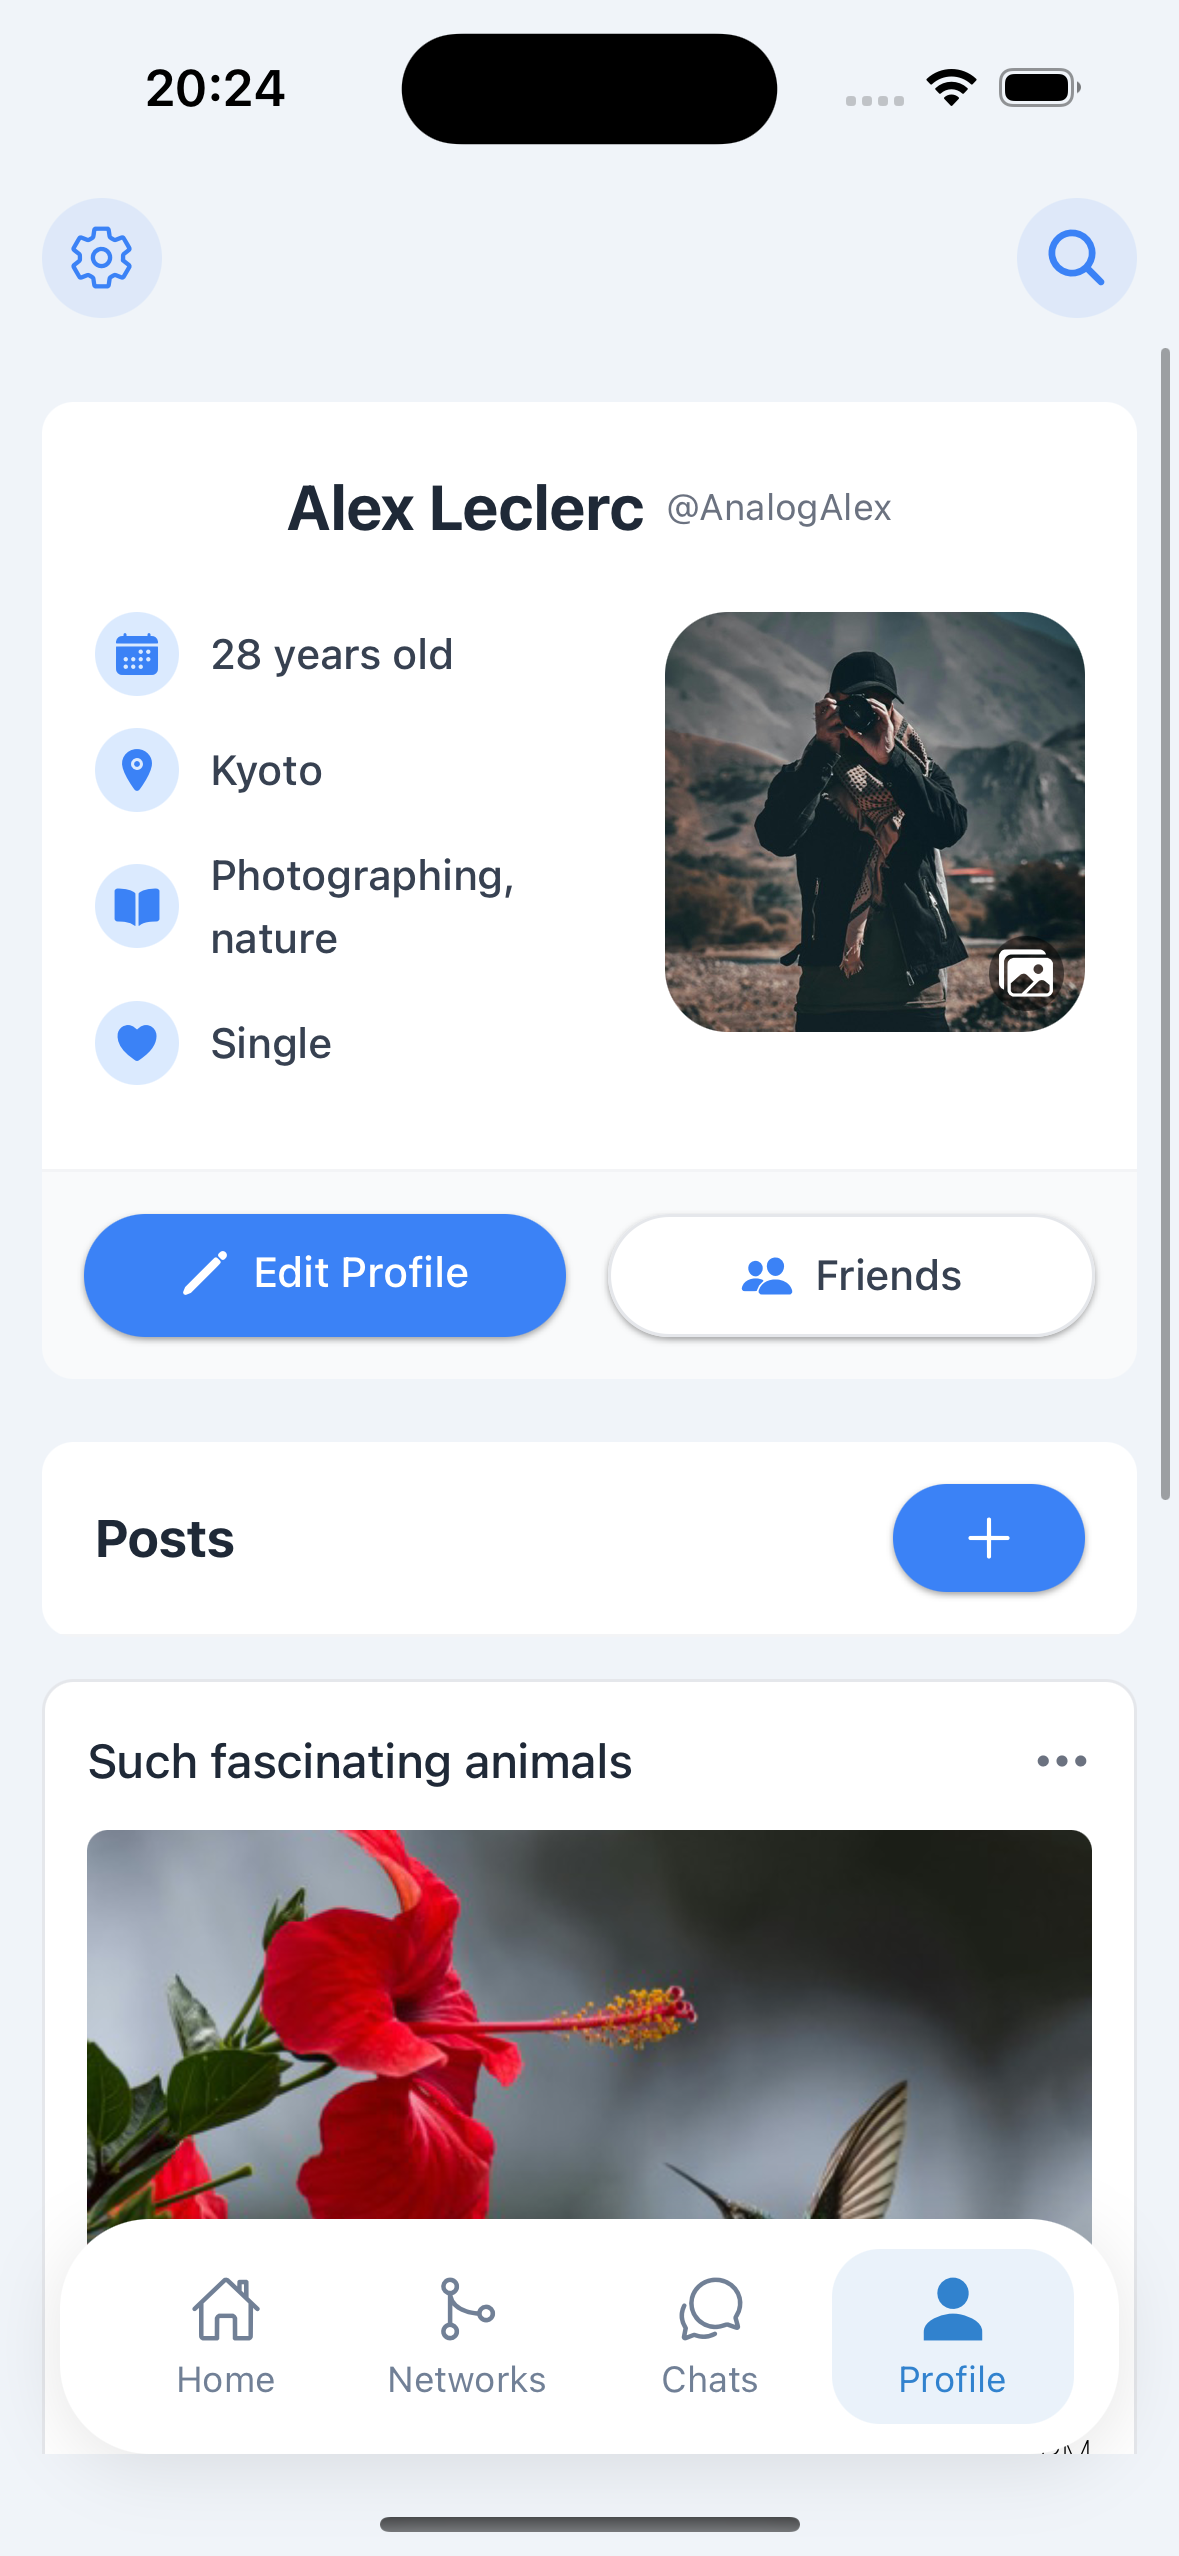 20:24
Alex Leclerc @AnalogAlex
28 years old
Kyoto
Photographing,
nature
Single
Edit Profile
Friends
Posts
Such fascinating animals
Home
Networks
Chats
Profile